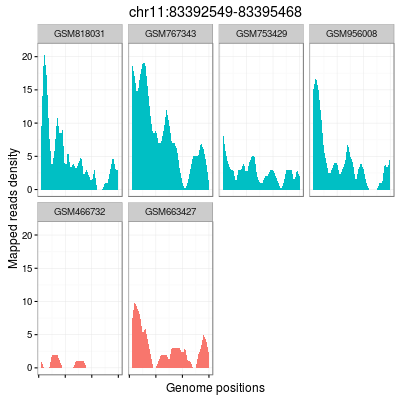 chr11:83392549-83395468
GSM818031 GSM767343 GSM753429 GSM956008
20
15
10
5
0
Mapped reads density
GSM466732 GSM663427
20
15
10
5
0
Genome positions